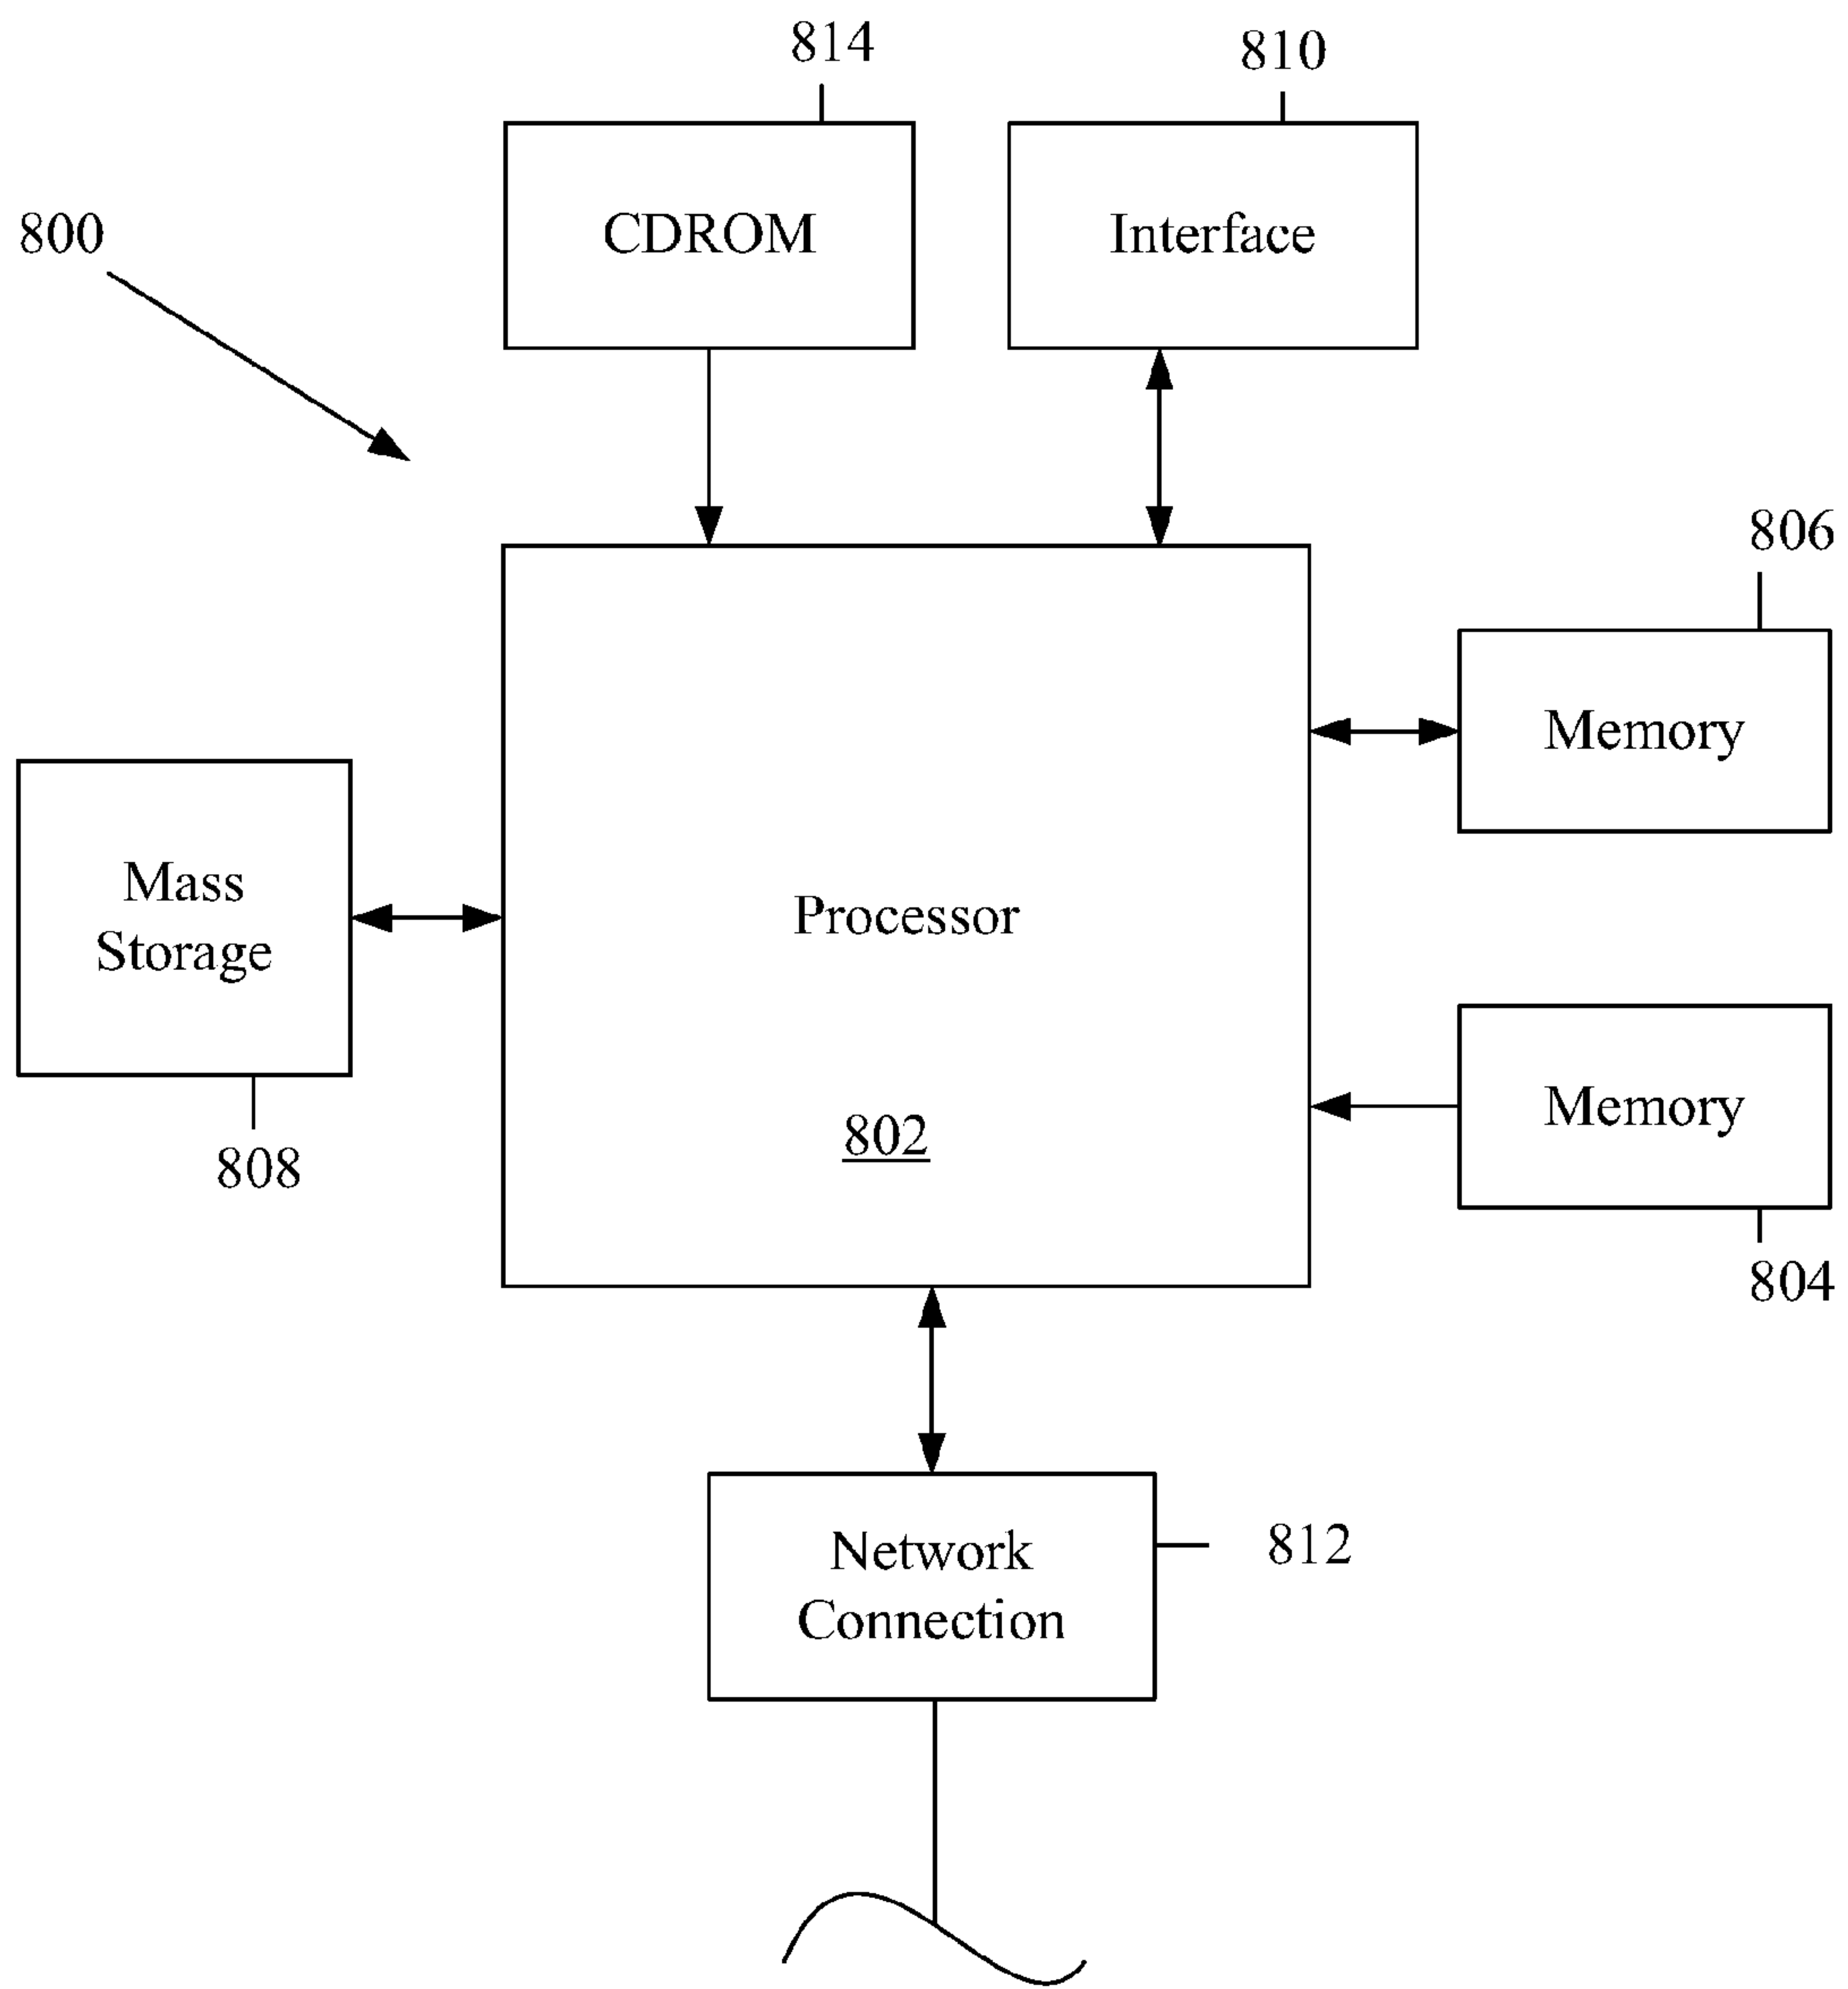 814
810
800
CDROM
Interface
806
Memory
Mass
Storage
Processor
802
Memory
808
804
Network
Connection
812